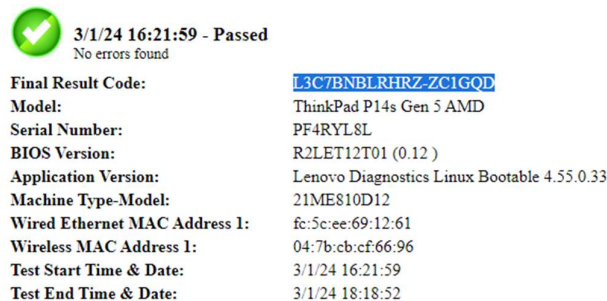 3/1/24 16:21:59 - Passed
No errors found
Final Result Code: L3C7BNBLRHRZ-ZC1GQD
Model: ThinkPad P14s Gen 5 AMD
Serial Number: PF4RYL8L
BIOS Version: R2LET12T01 (0.12 )
Application Version: Lenovo Diagnostics Linux Bootable 4.55.0.33
Machine Type-Model: 21ME810D12
Wired Ethernet MAC Address 1: fc:5c:ee:69:12:61
Wireless MAC Address 1: 04:7b:cb:cf:66:96
Test Start Time & Date: 3/1/24 16:21:59
Test End Time & Date: 3/1/24 18:18:52